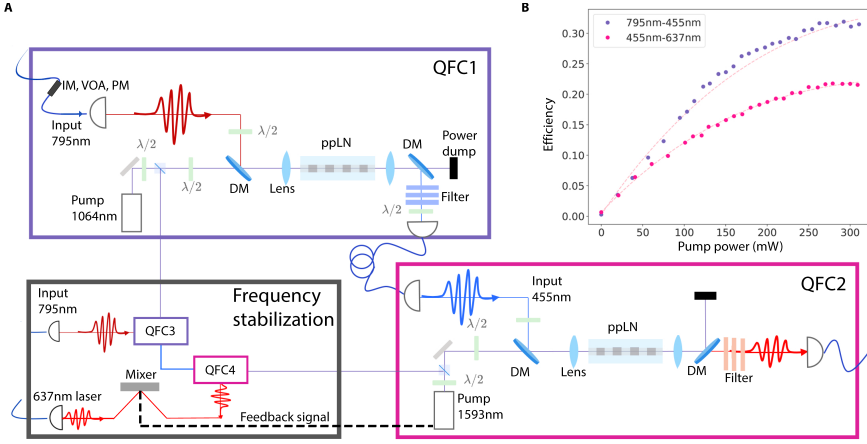 A
QFC1
IM, VOA, PM
Input
795nm
λ/2
λ/2
λ/2
Pump
1064nm
DM
Lens
ppLN
DM
Power
dump
Filter
λ/2
B
795nm-455nm
455nm-637nm
Efficiency
0.30
0.25
0.20
0.15
0.10
0.05
0.00
0
50
100
150
200
250
300
Pump power (mW)
Frequency
stabilization
Input
795nm
QFC3
QFC4
Mixer
637nm laser
Feedback signal
QFC2
Input
455nm
λ/2
λ/2
Pump
1593nm
DM
Lens
ppLN
DM
Filter